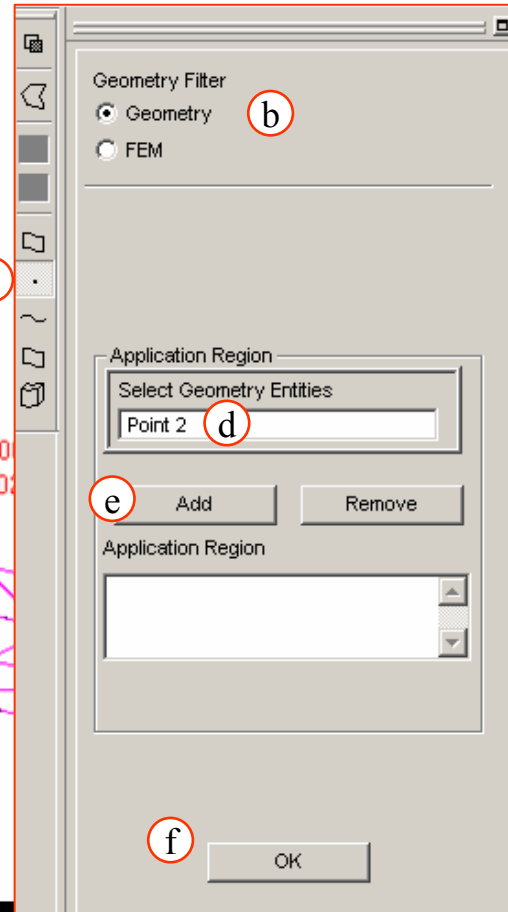 Geometry Filter
Geometry b
FEM
Application Region
Select Geometry Entities
Point 2 d
e Add Remove
Application Region
f OK